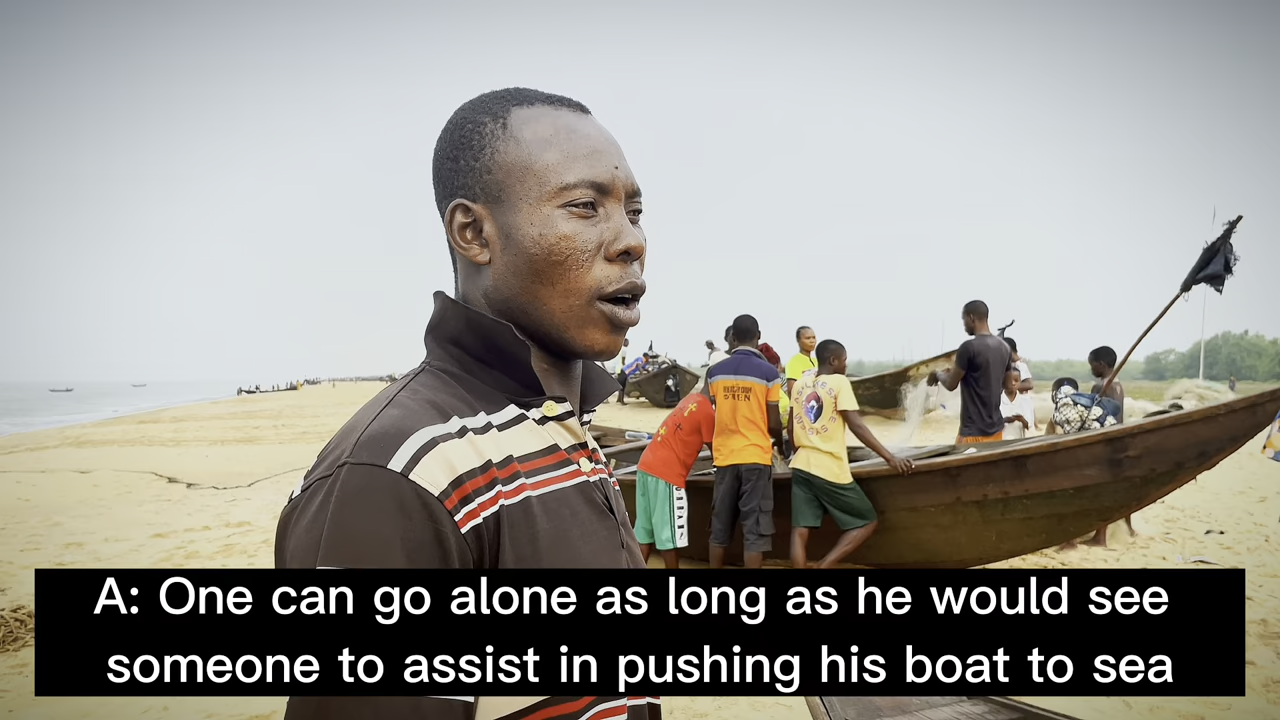 A: One can go alone as long as he would see
someone to assist in pushing his boat to sea